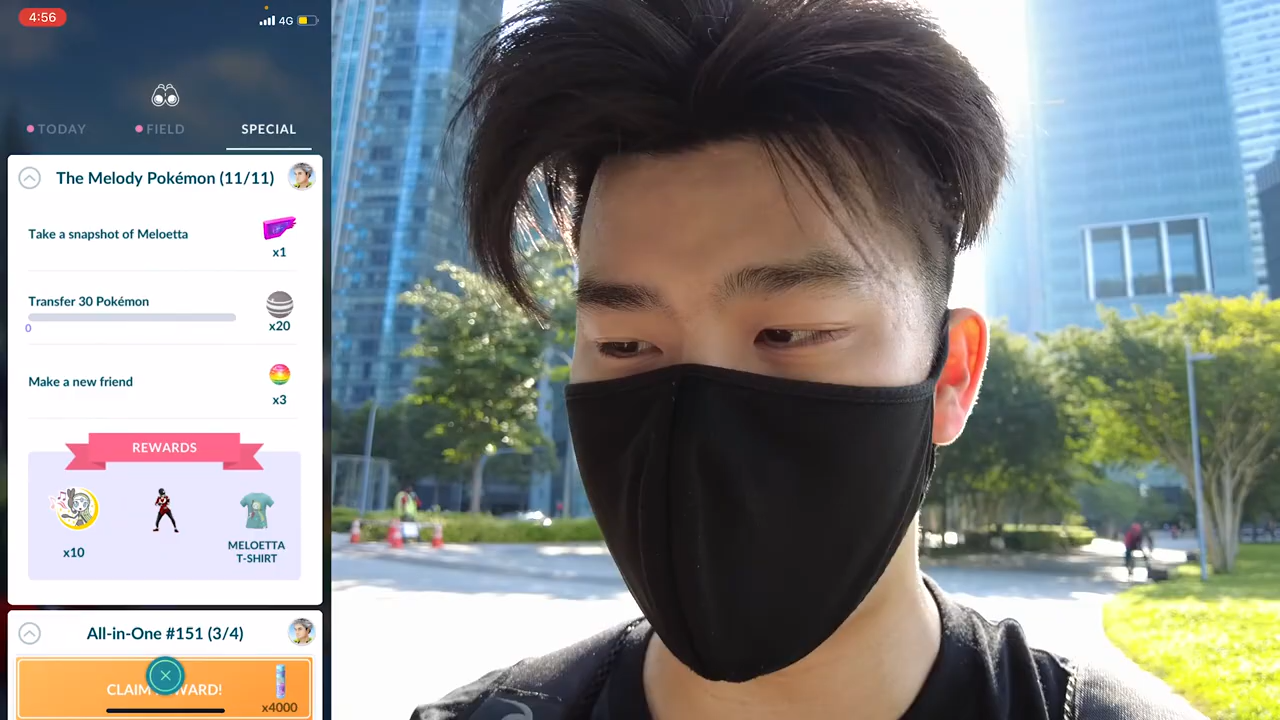 4:56
4G
TODAY
FIELD
SPECIAL
The Melody Pokémon (11/11)
Take a snapshot of Meloetta
x1
Transfer 30 Pokémon
0
x20
Make a new friend
x3
REWARDS
x10
MELOETTA
T-SHIRT
All-in-One #151 (3/4)
CLAIM REWARD!
x4000